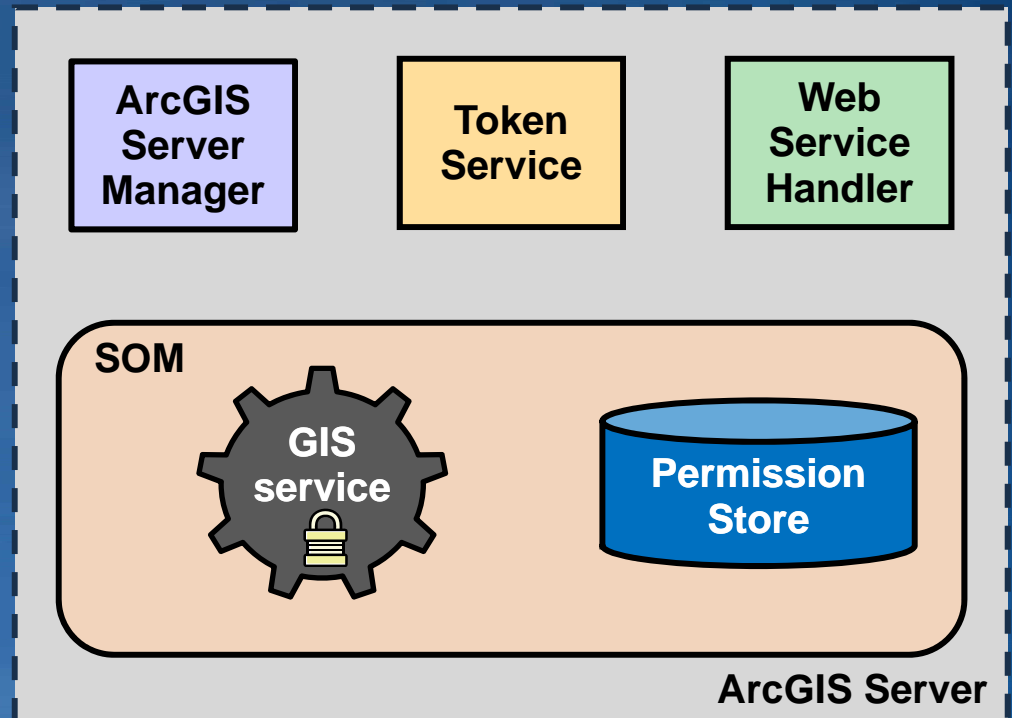 ArcGIS
Server
Manager
Token
Service
Web
Service
Handler
SOM
GIS
service
Permission
Store
ArcGIS Server